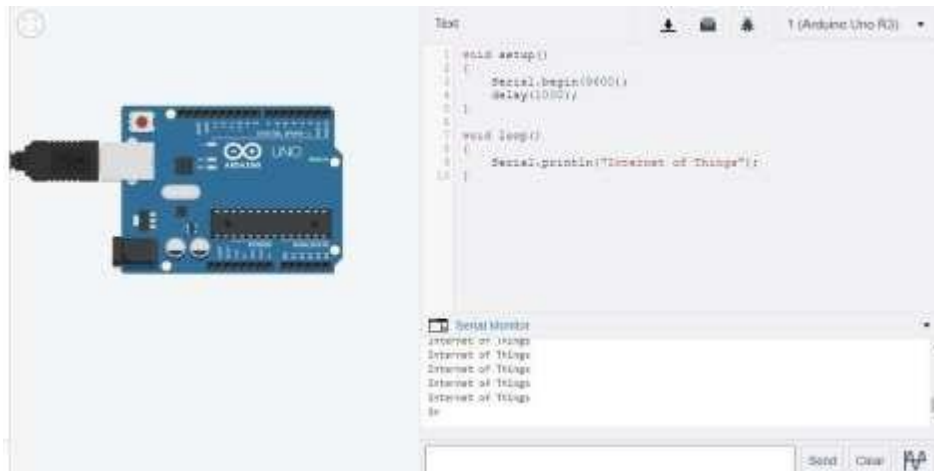 Text
1 (Arduino Uno R3)
1 void setup()
2 {
3 Serial.begin(9600);
4 delay(1000);
5 }
6
7 void loop()
8 {
9 Serial.println("Internet of Things");
10 }
UNO
ARDUINO
Serial Monitor
Internet of Things
Internet of Things
Internet of Things
Internet of Things
Internet of Things
In
Send
Clear